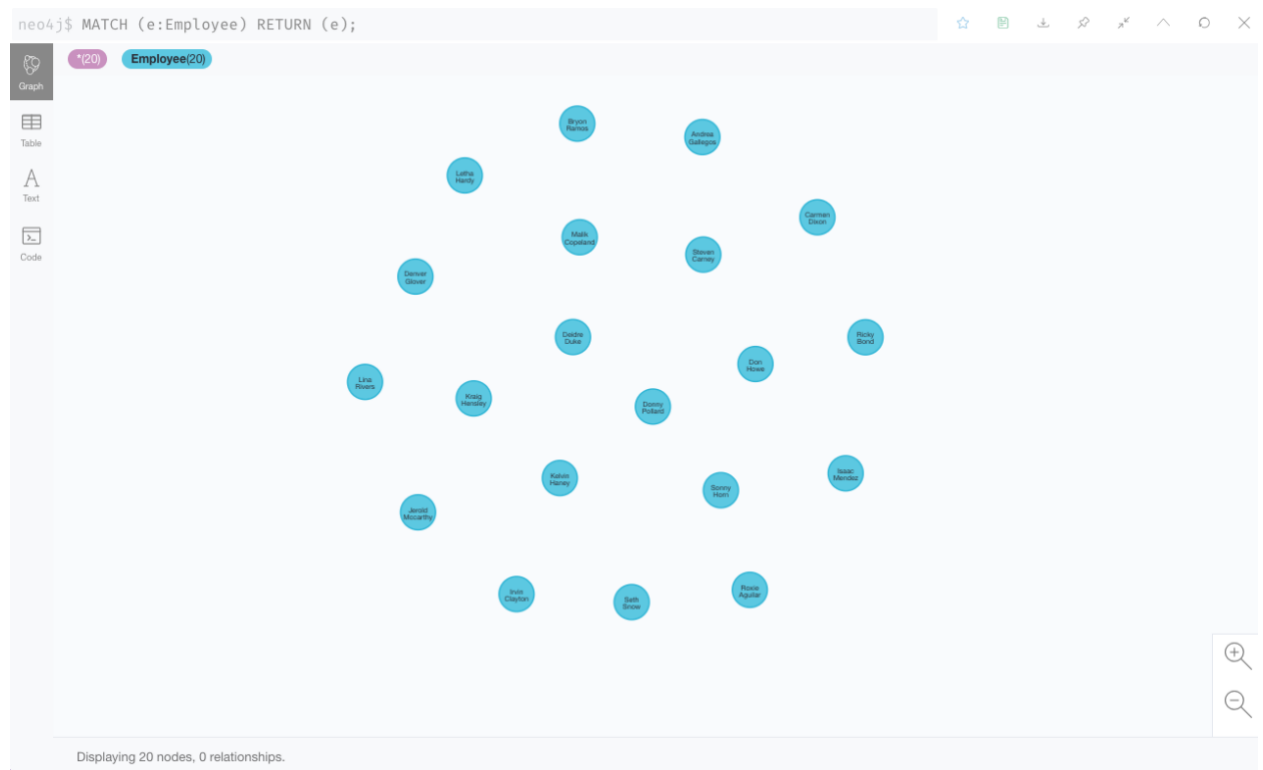 neo4j$ MATCH (e:Employee) RETURN (e);
*(20)
Employee(20)
Graph
Table
Text
Code
Bryon
Ramos
Andrea
Gallegos
Letha
Hardy
Carmen
Dixon
Malik
Copeland
Steven
Carney
Denver
Glover
Deidre
Duke
Ricky
Bond
Don
Howe
Lina
Rivers
Kraig
Hensley
Donny
Pollard
Kelvin
Haney
Isaac
Mendez
Sonny
Horn
Jerold
Mccarthy
Irvin
Clayton
Seth
Snow
Roxie
Aguilar
Displaying 20 nodes, 0 relationships.